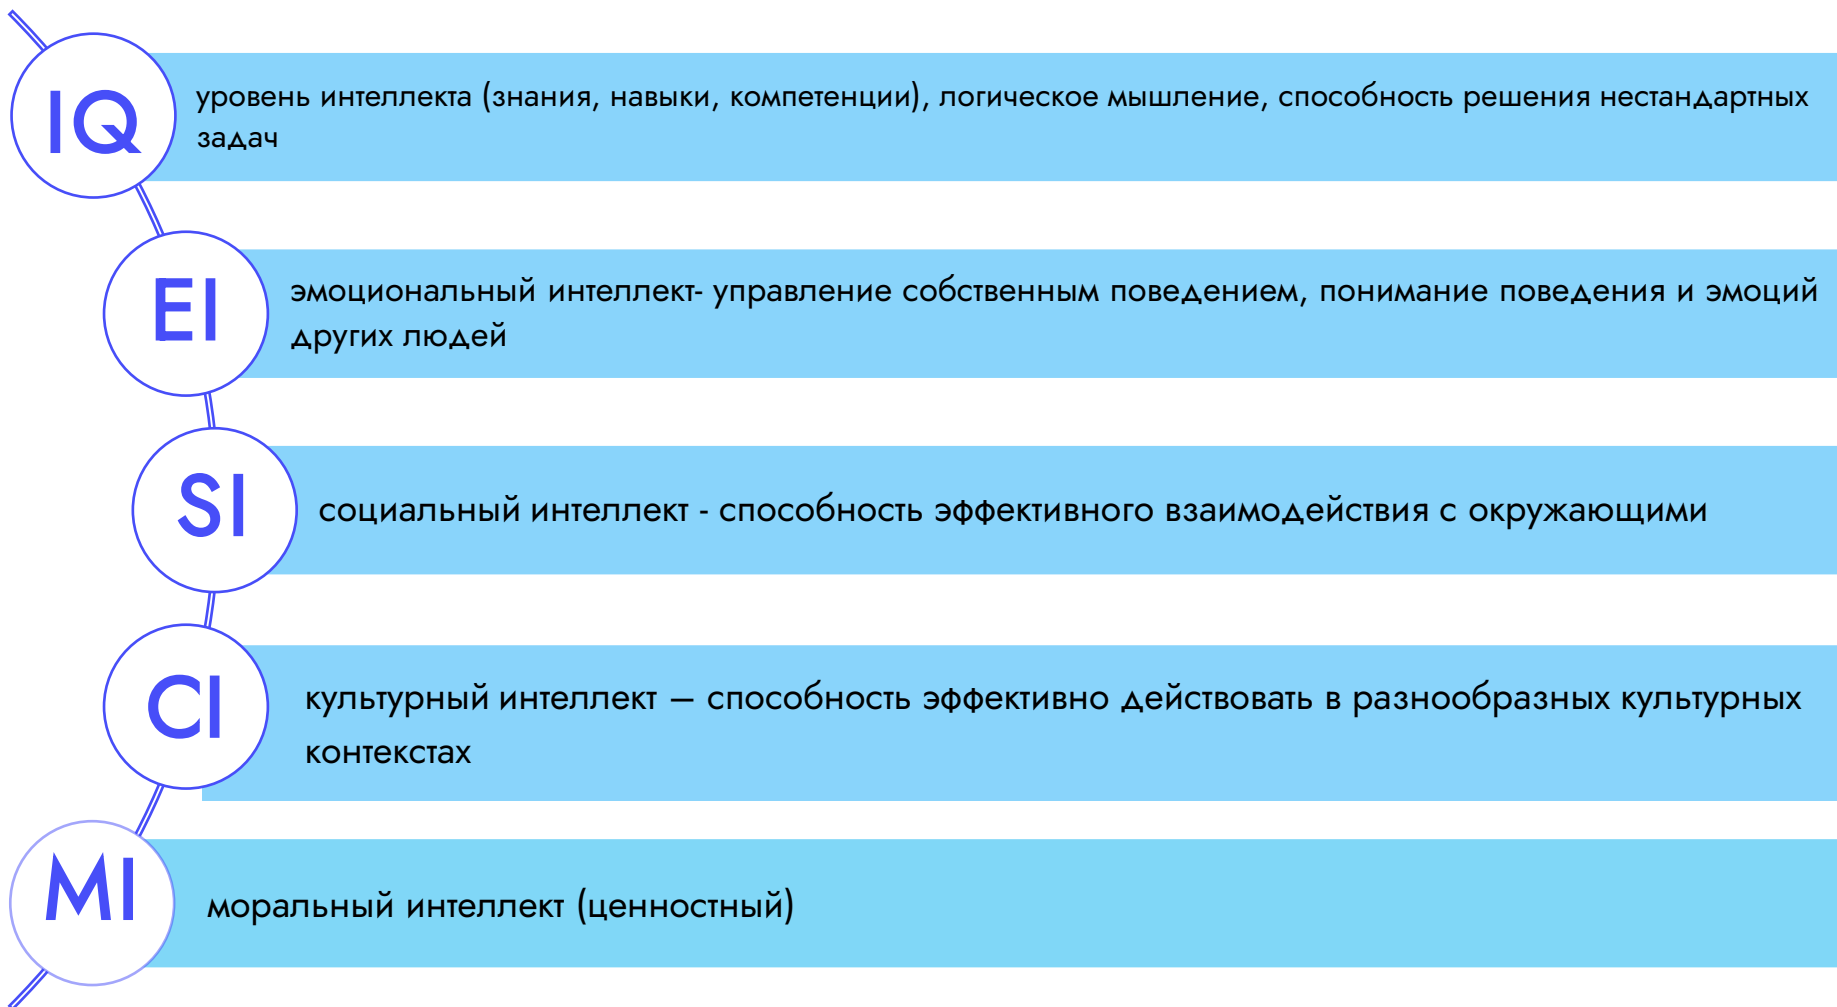 IQ
уровень интеллекта (знания, навыки, компетенции), логическое мышление, способность решения нестандартных
задач
EI
эмоциональный интеллект- управление собственным поведением, понимание поведения и эмоций
других людей
SI
социальный интеллект - способность эффективного взаимодействия с окружающими
CI
культурный интеллект – способность эффективно действовать в разнообразных культурных
контекстах
MI
моральный интеллект (ценностный)